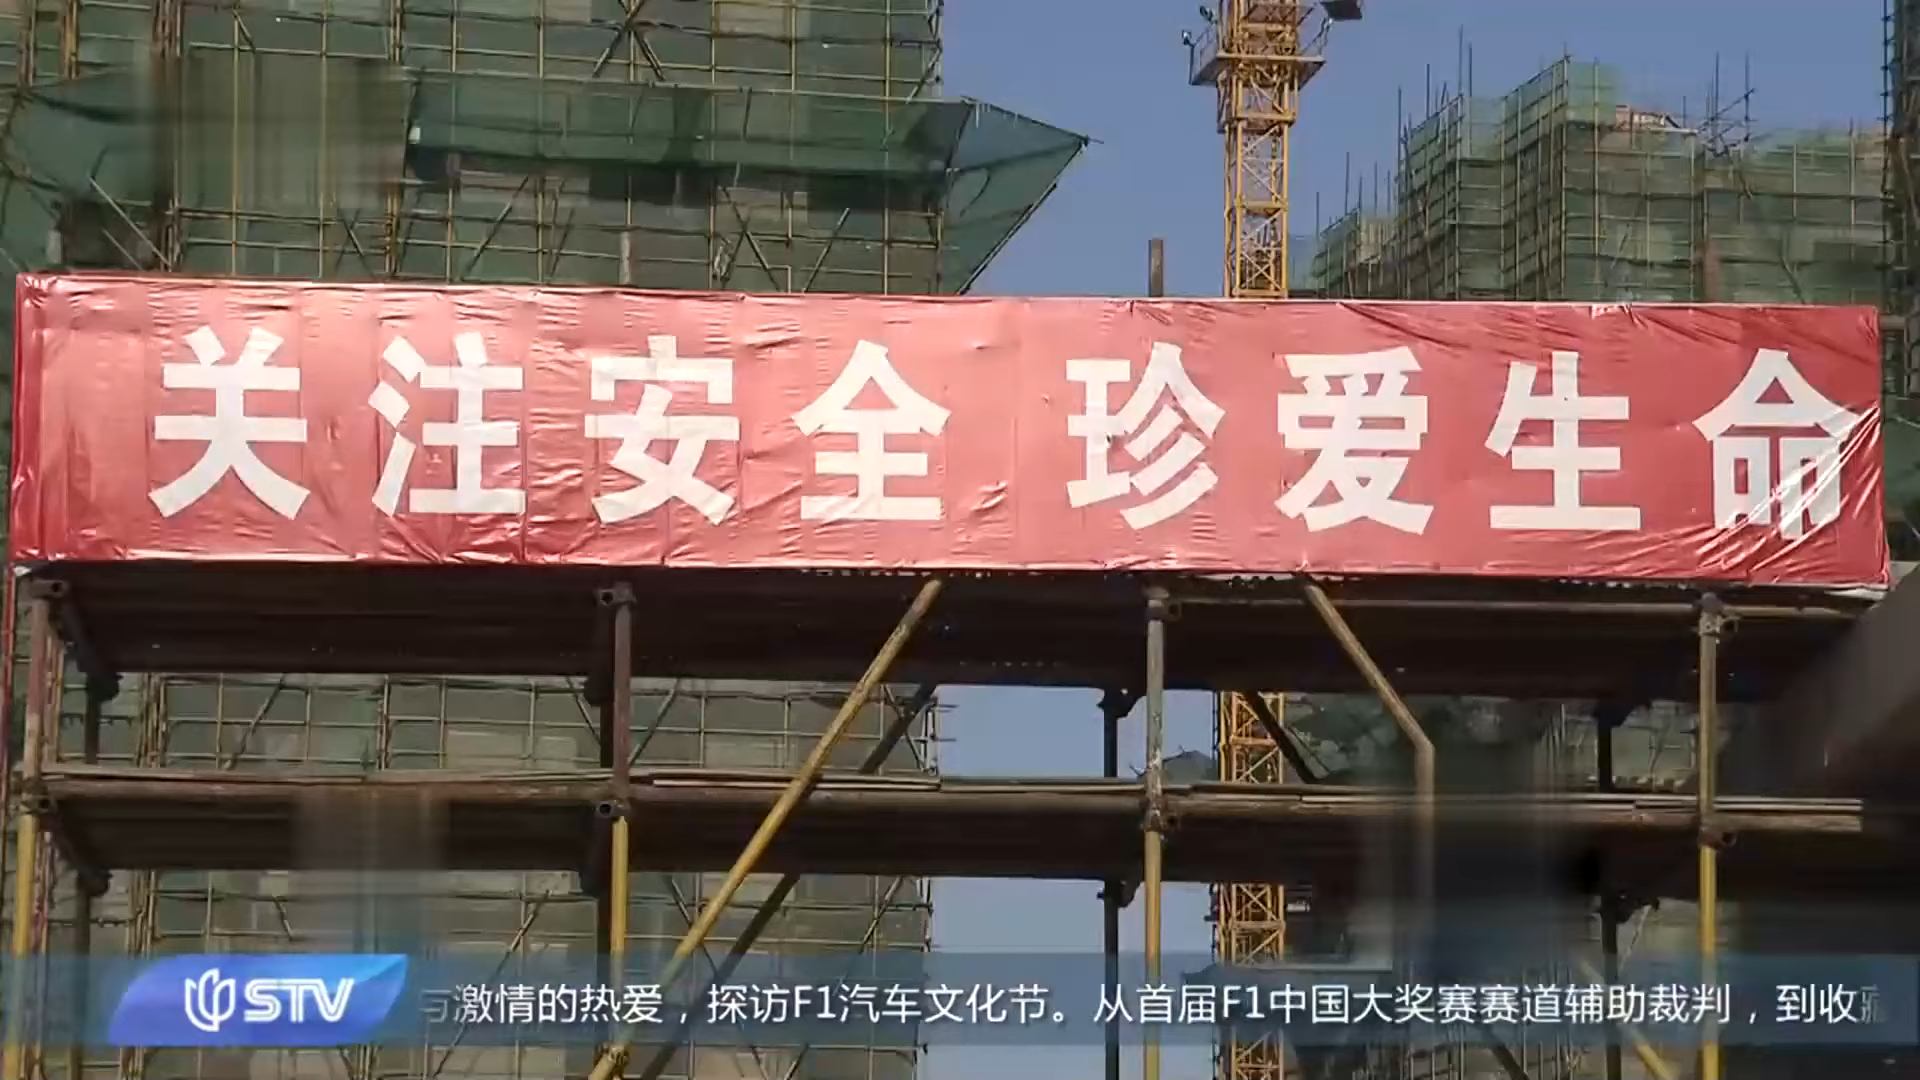 关注安全 珍爱生命
STV 与激情的热爱，探访F1汽车文化节。从首届F1中国大奖赛赛道辅助裁判，到收藏